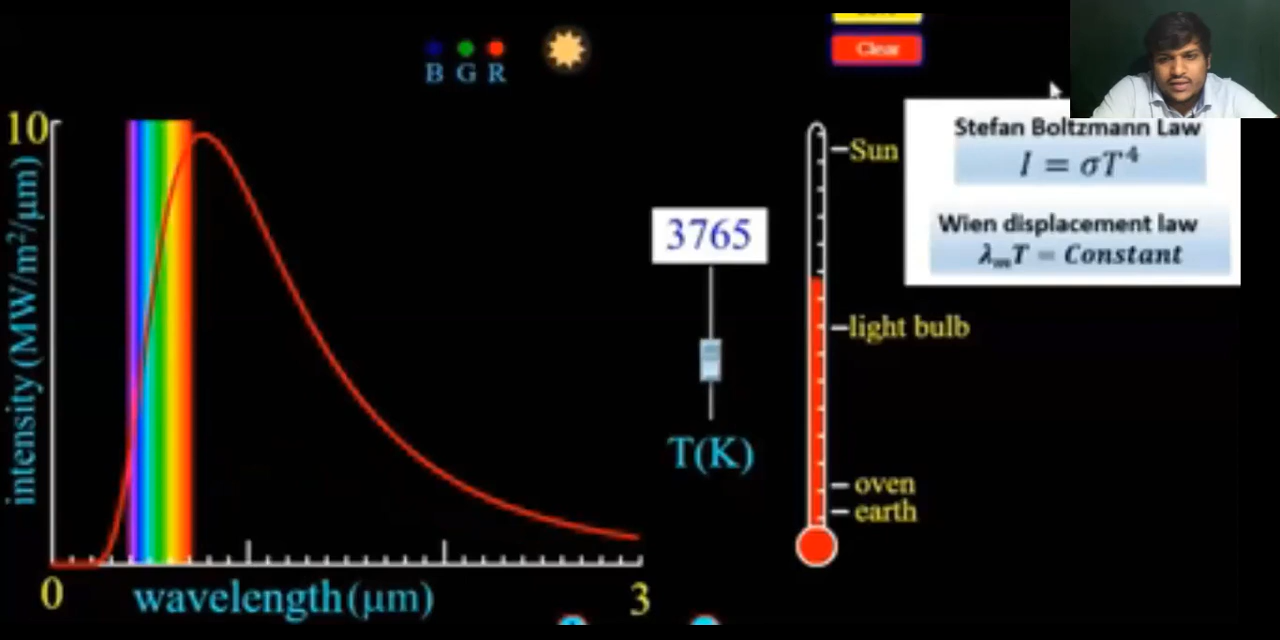 B G R
Clear
10
intensity (MW/m²/μm)
0
wavelength (μm)
3
3765
T(K)
Sun
light bulb
oven
earth
Stefan Boltzmann Law
I = σT⁴
Wien displacement law
λₘT = Constant